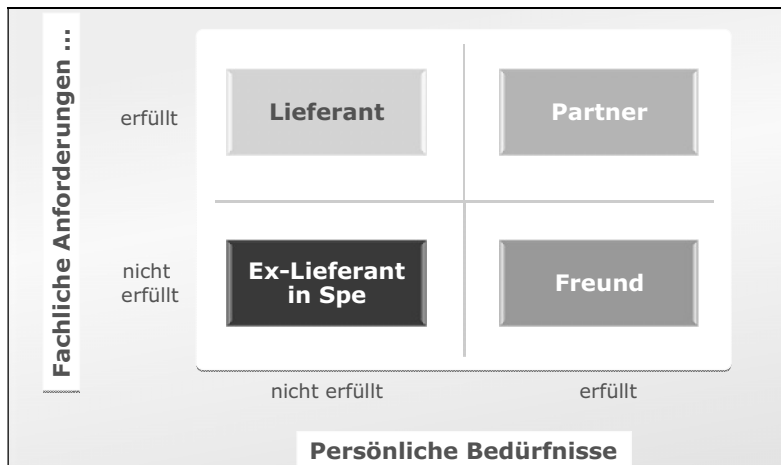 Fachliche Anforderungen ...
erfüllt
Lieferant
Partner
nicht
erfüllt
Ex-Lieferant
in Spe
Freund
nicht erfüllt
erfüllt
Persönliche Bedürfnisse